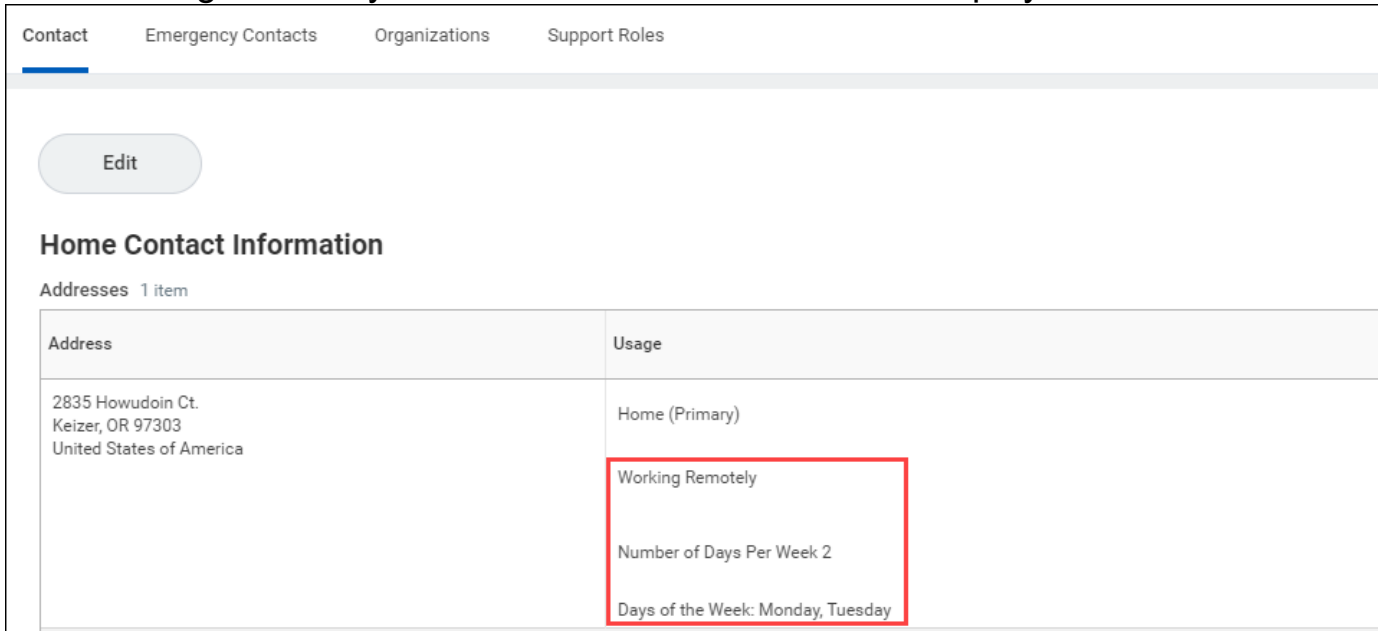 Contact Emergency Contacts Organizations Support Roles
Edit
Home Contact Information
Addresses 1 item
Address Usage
2835 Howudoin Ct.
Keizer, OR 97303
United States of America
Home (Primary)
Working Remotely
Number of Days Per Week 2
Days of the Week: Monday, Tuesday